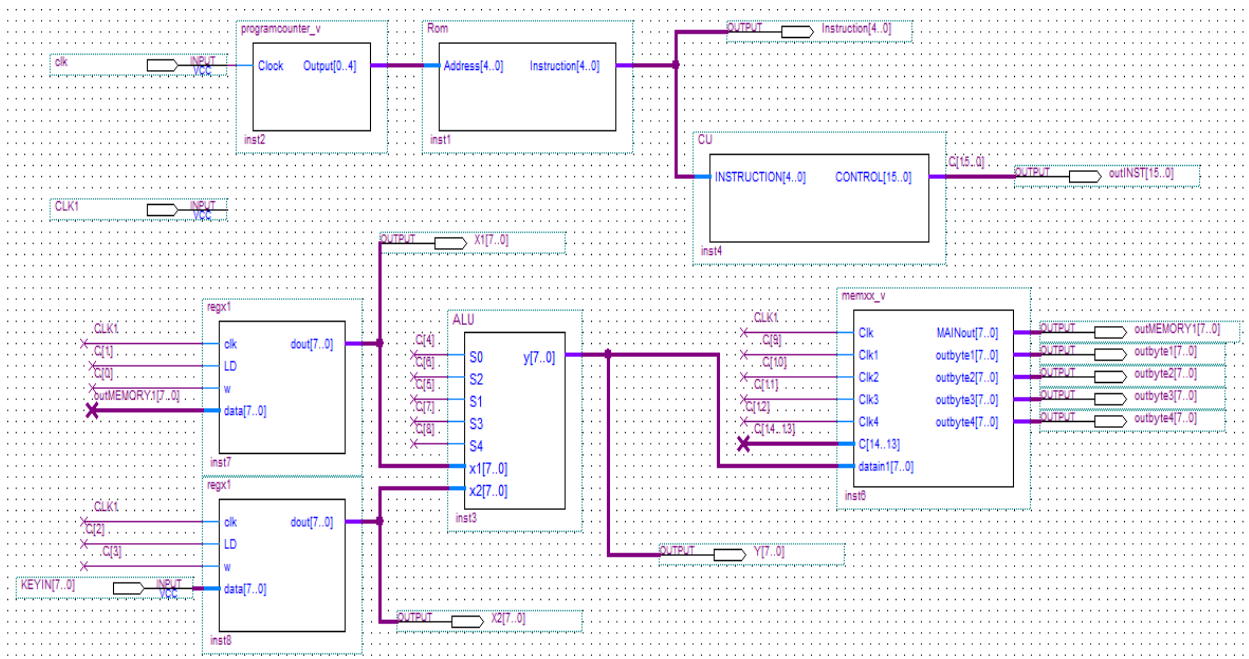 programcounter_v
Rom
OUTPUT Instruction[4..0]
clk INPUT VCC
Clock Output[0..4]
Address[4..0] Instruction[4..0]
inst2
inst1
CU
INSTRUCTION[4..0] CONTROL[15..0]
C[15..0]
OUTPUT outINST[15..0]
inst4
CLK1 INPUT VCC
OUTPUT X1[7..0]
regx1
CLK1 clk dout[7..0]
C[1] LD
C[0] w
outMEMORY1[7..0] data[7..0]
inst7
ALU
C[4] S0 y[7..0]
C[6] S2
C[5] S1
C[7] S3
C[8] S4
x1[7..0]
x2[7..0]
inst3
memxx_v
CLK1 Clk MAINout[7..0] OUTPUT outMEMORY1[7..0]
C[9] Clk1 outbyte1[7..0] OUTPUT outbyte1[7..0]
C[10] Clk2 outbyte2[7..0] OUTPUT outbyte2[7..0]
C[11] Clk3 outbyte3[7..0] OUTPUT outbyte3[7..0]
C[12] Clk4 outbyte4[7..0] OUTPUT outbyte4[7..0]
C[14..13] C[14..13]
datain1[7..0]
inst6
regx1
CLK1 clk dout[7..0]
C[2] LD
C[3] w
KEYIN[7..0] INPUT VCC data[7..0]
inst8
OUTPUT Y[7..0]
OUTPUT X2[7..0]